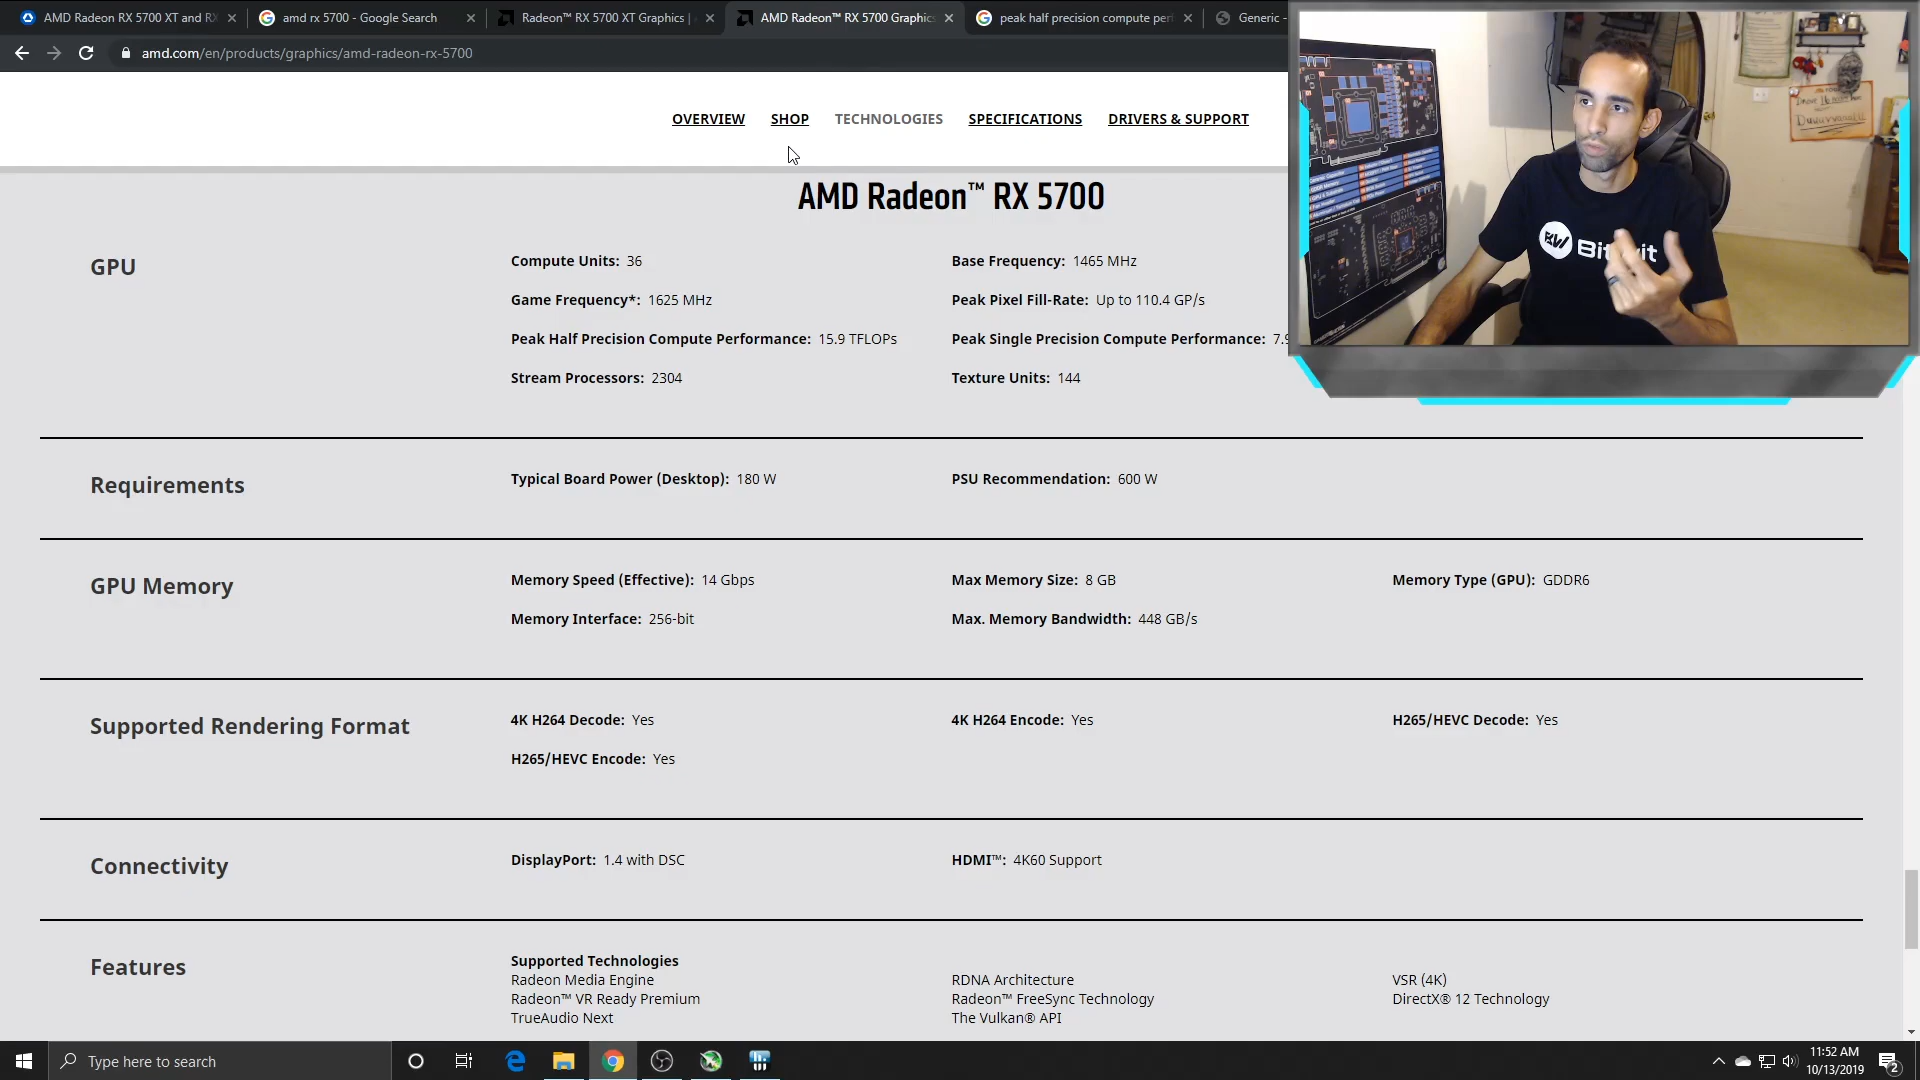 AMD Radeon RX 5700 XT and RX
amd rx 5700 - Google Search
Radeon™ RX 5700 XT Graphics |
AMD Radeon™ RX 5700 Graphics
peak half precision compute per
Generic -
amd.com/en/products/graphics/amd-radeon-rx-5700
OVERVIEW SHOP TECHNOLOGIES SPECIFICATIONS DRIVERS & SUPPORT
AMD Radeon™ RX 5700
GPU
Compute Units: 36
Base Frequency: 1465 MHz
Game Frequency*: 1625 MHz
Peak Pixel Fill-Rate: Up to 110.4 GP/s
Peak Half Precision Compute Performance: 15.9 TFLOPs
Peak Single Precision Compute Performance: 7.9
Stream Processors: 2304
Texture Units: 144
Requirements
Typical Board Power (Desktop): 180 W
PSU Recommendation: 600 W
GPU Memory
Memory Speed (Effective): 14 Gbps
Max Memory Size: 8 GB
Memory Type (GPU): GDDR6
Memory Interface: 256-bit
Max. Memory Bandwidth: 448 GB/s
Supported Rendering Format
4K H264 Decode: Yes
4K H264 Encode: Yes
H265/HEVC Decode: Yes
H265/HEVC Encode: Yes
Connectivity
DisplayPort: 1.4 with DSC
HDMI™: 4K60 Support
Features
Supported Technologies
Radeon Media Engine
RDNA Architecture
VSR (4K)
Radeon™ VR Ready Premium
Radeon™ FreeSync Technology
DirectX® 12 Technology
TrueAudio Next
The Vulkan® API
Type here to search
11:52 AM
10/13/2019
2